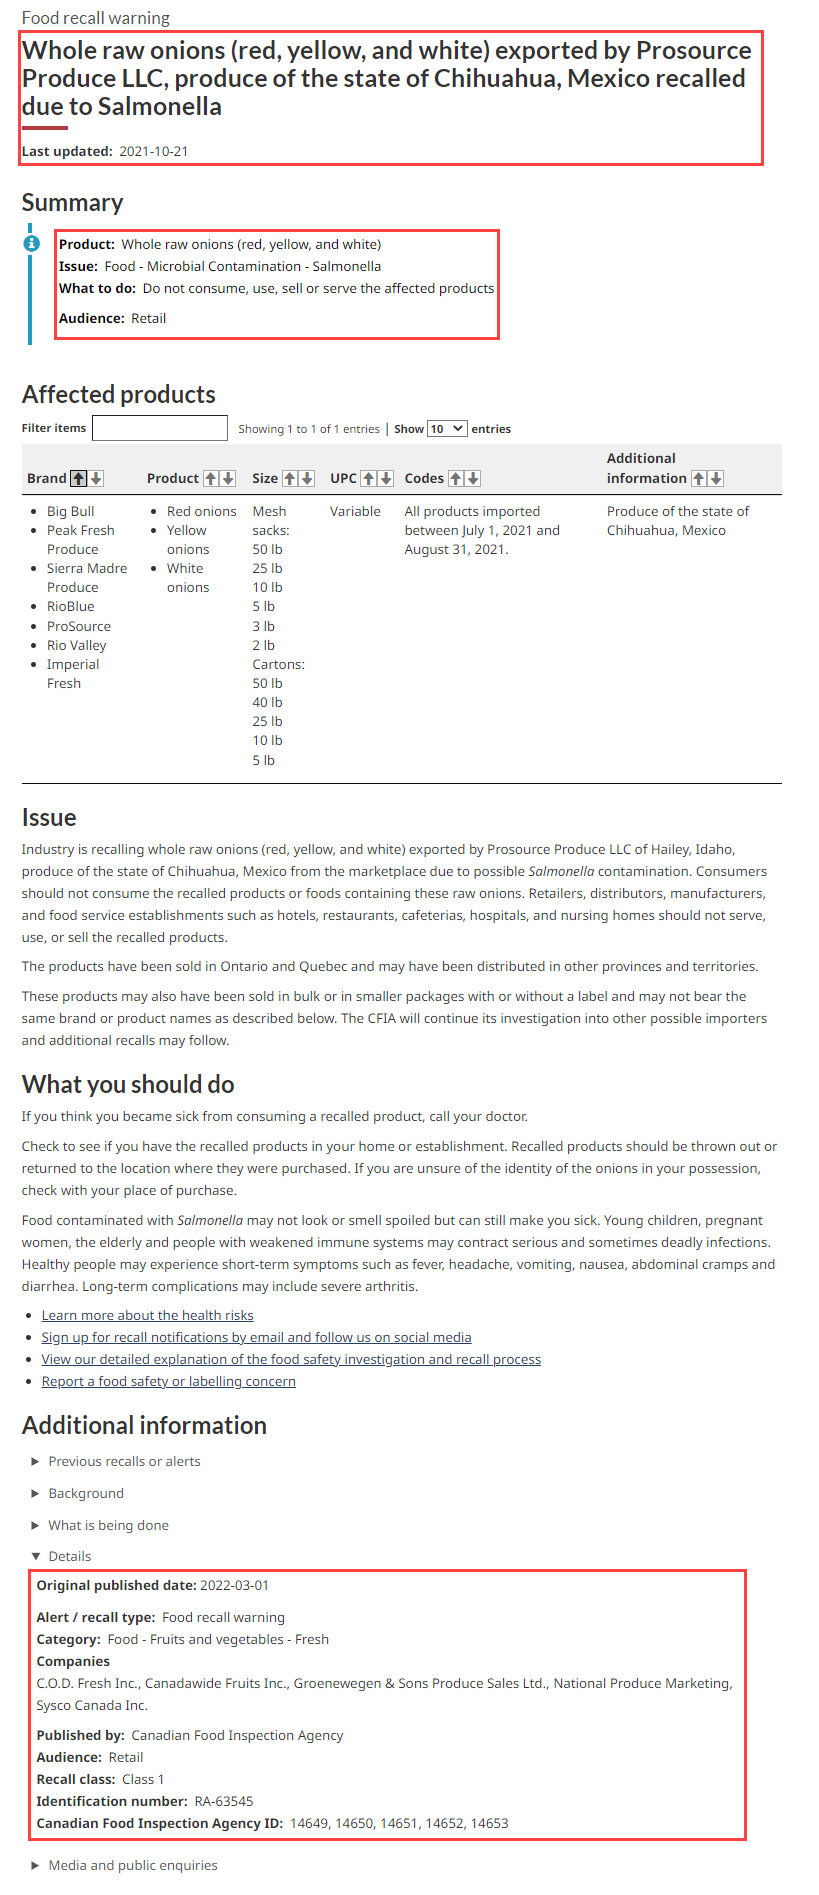 Food recall warning
Whole raw onions (red, yellow, and white) exported by Prosource
Produce LLC, produce of the state of Chihuahua, Mexico recalled
due to Salmonella
Last updated: 2021-10-21
Summary
Product: Whole raw onions (red, yellow, and white)
Issue: Food - Microbial Contamination - Salmonella
What to do: Do not consume, use, sell or serve the affected products
Audience: Retail
Affected products
Filter items Showing 1 to 1 of 1 entries | Show 10 entries
Brand Product Size UPC Codes Additional information
• Big Bull
• Peak Fresh
Produce
• Sierra Madre
Produce
• RioBlue
• ProSource
• Rio Valley
• Imperial
Fresh
• Red onions
• Yellow
onions
• White
onions
Mesh
sacks:
50 lb
25 lb
10 lb
5 lb
3 lb
2 lb
Cartons:
50 lb
40 lb
25 lb
10 lb
5 lb
Variable
All products imported
between July 1, 2021 and
August 31, 2021.
Produce of the state of
Chihuahua, Mexico
Issue
Industry is recalling whole raw onions (red, yellow, and white) exported by Prosource Produce LLC of Hailey, Idaho,
produce of the state of Chihuahua, Mexico from the marketplace due to possible Salmonella contamination. Consumers
should not consume the recalled products or foods containing these raw onions. Retailers, distributors, manufacturers,
and food service establishments such as hotels, restaurants, cafeterias, hospitals, and nursing homes should not serve,
use, or sell the recalled products.
The products have been sold in Ontario and Quebec and may have been distributed in other provinces and territories.
These products may also have been sold in bulk or in smaller packages with or without a label and may not bear the
same brand or product names as described below. The CFIA will continue its investigation into other possible importers
and additional recalls may follow.
What you should do
If you think you became sick from consuming a recalled product, call your doctor.
Check to see if you have the recalled products in your home or establishment. Recalled products should be thrown out or
returned to the location where they were purchased. If you are unsure of the identity of the onions in your possession,
check with your place of purchase.
Food contaminated with Salmonella may not look or smell spoiled but can still make you sick. Young children, pregnant
women, the elderly and people with weakened immune systems may contract serious and sometimes deadly infections.
Healthy people may experience short-term symptoms such as fever, headache, vomiting, nausea, abdominal cramps and
diarrhea. Long-term complications may include severe arthritis.
• Learn more about the health risks
• Sign up for recall notifications by email and follow us on social media
• View our detailed explanation of the food safety investigation and recall process
• Report a food safety or labelling concern
Additional information
Previous recalls or alerts
Background
What is being done
Details
Original published date: 2022-03-01
Alert / recall type: Food recall warning
Category: Food - Fruits and vegetables - Fresh
Companies
C.O.D. Fresh Inc., Canadawide Fruits Inc., Groenewegen & Sons Produce Sales Ltd., National Produce Marketing,
Sysco Canada Inc.
Published by: Canadian Food Inspection Agency
Audience: Retail
Recall class: Class 1
Identification number: RA-63545
Canadian Food Inspection Agency ID: 14649, 14650, 14651, 14652, 14653
Media and public enquiries